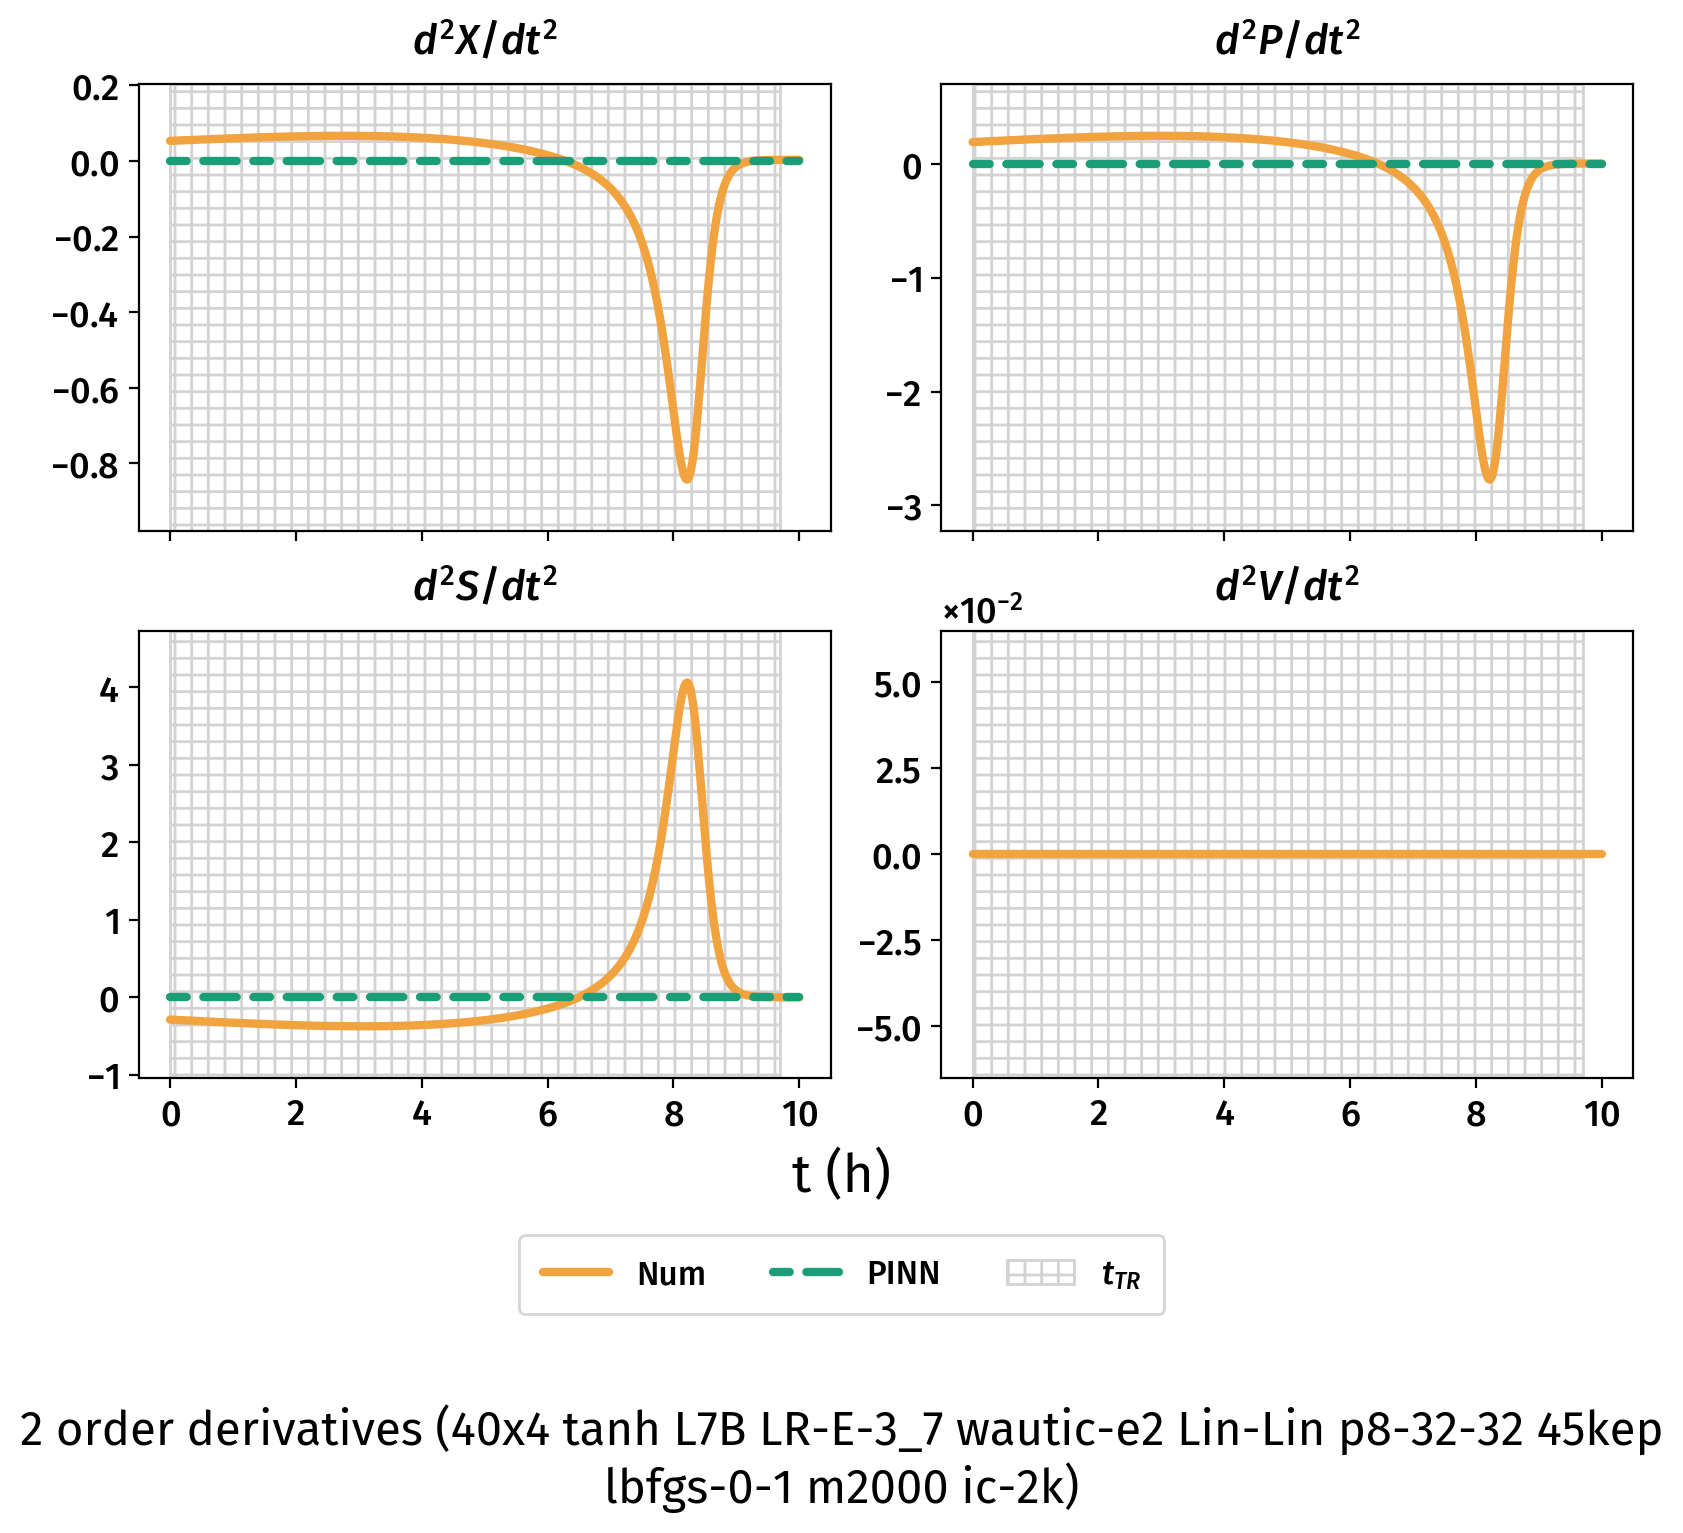 d²X/dt²
d²P/dt²
0.2
0.0
−0.2
−0.4
−0.6
−0.8
0
−1
−2
−3
d²S/dt²
d²V/dt²
×10⁻²
4
3
2
1
0
−1
5.0
2.5
0.0
−2.5
−5.0
0 2 4 6 8 10
0 2 4 6 8 10
t (h)
Num PINN t_TR
2 order derivatives (40x4 tanh L7B LR-E-3_7 wautic-e2 Lin-Lin p8-32-32 45kep
lbfgs-0-1 m2000 ic-2k)